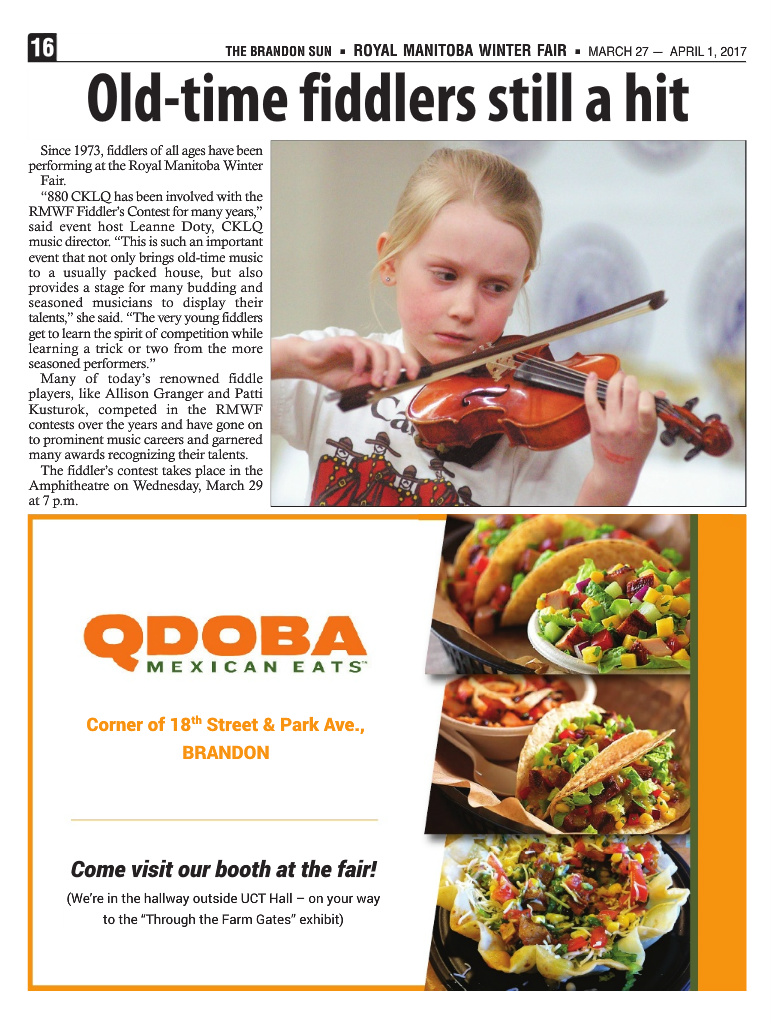 16
THE BRANDON SUN ▪ ROYAL MANITOBA WINTER FAIR ▪ MARCH 27 — APRIL 1, 2017
Old-time fiddlers still a hit
Since 1973, fiddlers of all ages have been
performing at the Royal Manitoba Winter
Fair.
“880 CKLQ has been involved with the
RMWF Fiddler’s Contest for many years,”
said event host Leanne Doty, CKLQ
music director. “This is such an important
event that not only brings old-time music
to a usually packed house, but also
provides a stage for many budding and
seasoned musicians to display their
talents,” she said. “The very young fiddlers
get to learn the spirit of competition while
learning a trick or two from the more
seasoned performers.”
Many of today’s renowned fiddle
players, like Allison Granger and Patti
Kusturok, competed in the RMWF
contests over the years and have gone on
to prominent music careers and garnered
many awards recognizing their talents.
The fiddler’s contest takes place in the
Amphitheatre on Wednesday, March 29
at 7 p.m.
QDOBA
MEXICAN EATS™
Corner of 18th Street & Park Ave.,
BRANDON
Come visit our booth at the fair!
(We’re in the hallway outside UCT Hall – on your way
to the “Through the Farm Gates” exhibit)